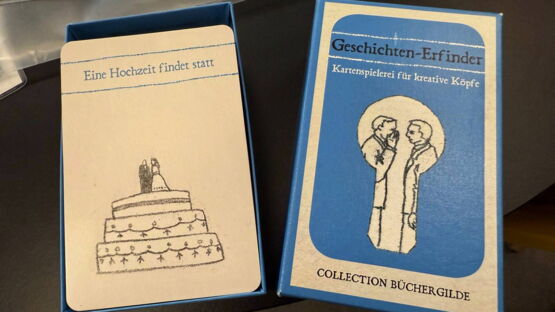 Eine Hochzeit findet statt
Geschichten-Erfinder
Kartenspielerei für kreative Köpfe
COLLECTION BÜCHERGILDE